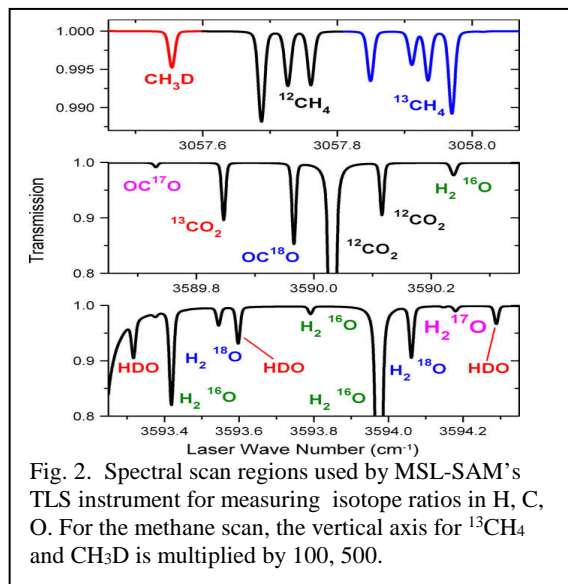 1.000
0.995
0.990
CH₃D
¹²CH₄
¹³CH₄
3057.6
3057.8
3058.0
Transmission
1.0
0.9
0.8
OC¹⁷O
¹³CO₂
OC¹⁸O
¹²CO₂
¹²CO₂
H₂ ¹⁶O
3589.8
3590.0
3590.2
1.0
0.9
0.8
HDO
H₂ ¹⁶O
H₂ ¹⁸O
HDO
H₂ ¹⁶O
H₂ ¹⁶O
H₂ ¹⁸O
H₂ ¹⁷O
HDO
3593.4
3593.6
3593.8
3594.0
3594.2
Laser Wave Number (cm⁻¹)
Fig. 2. Spectral scan regions used by MSL-SAM's
TLS instrument for measuring isotope ratios in H, C,
O. For the methane scan, the vertical axis for ¹³CH₄
and CH₃D is multiplied by 100, 500.